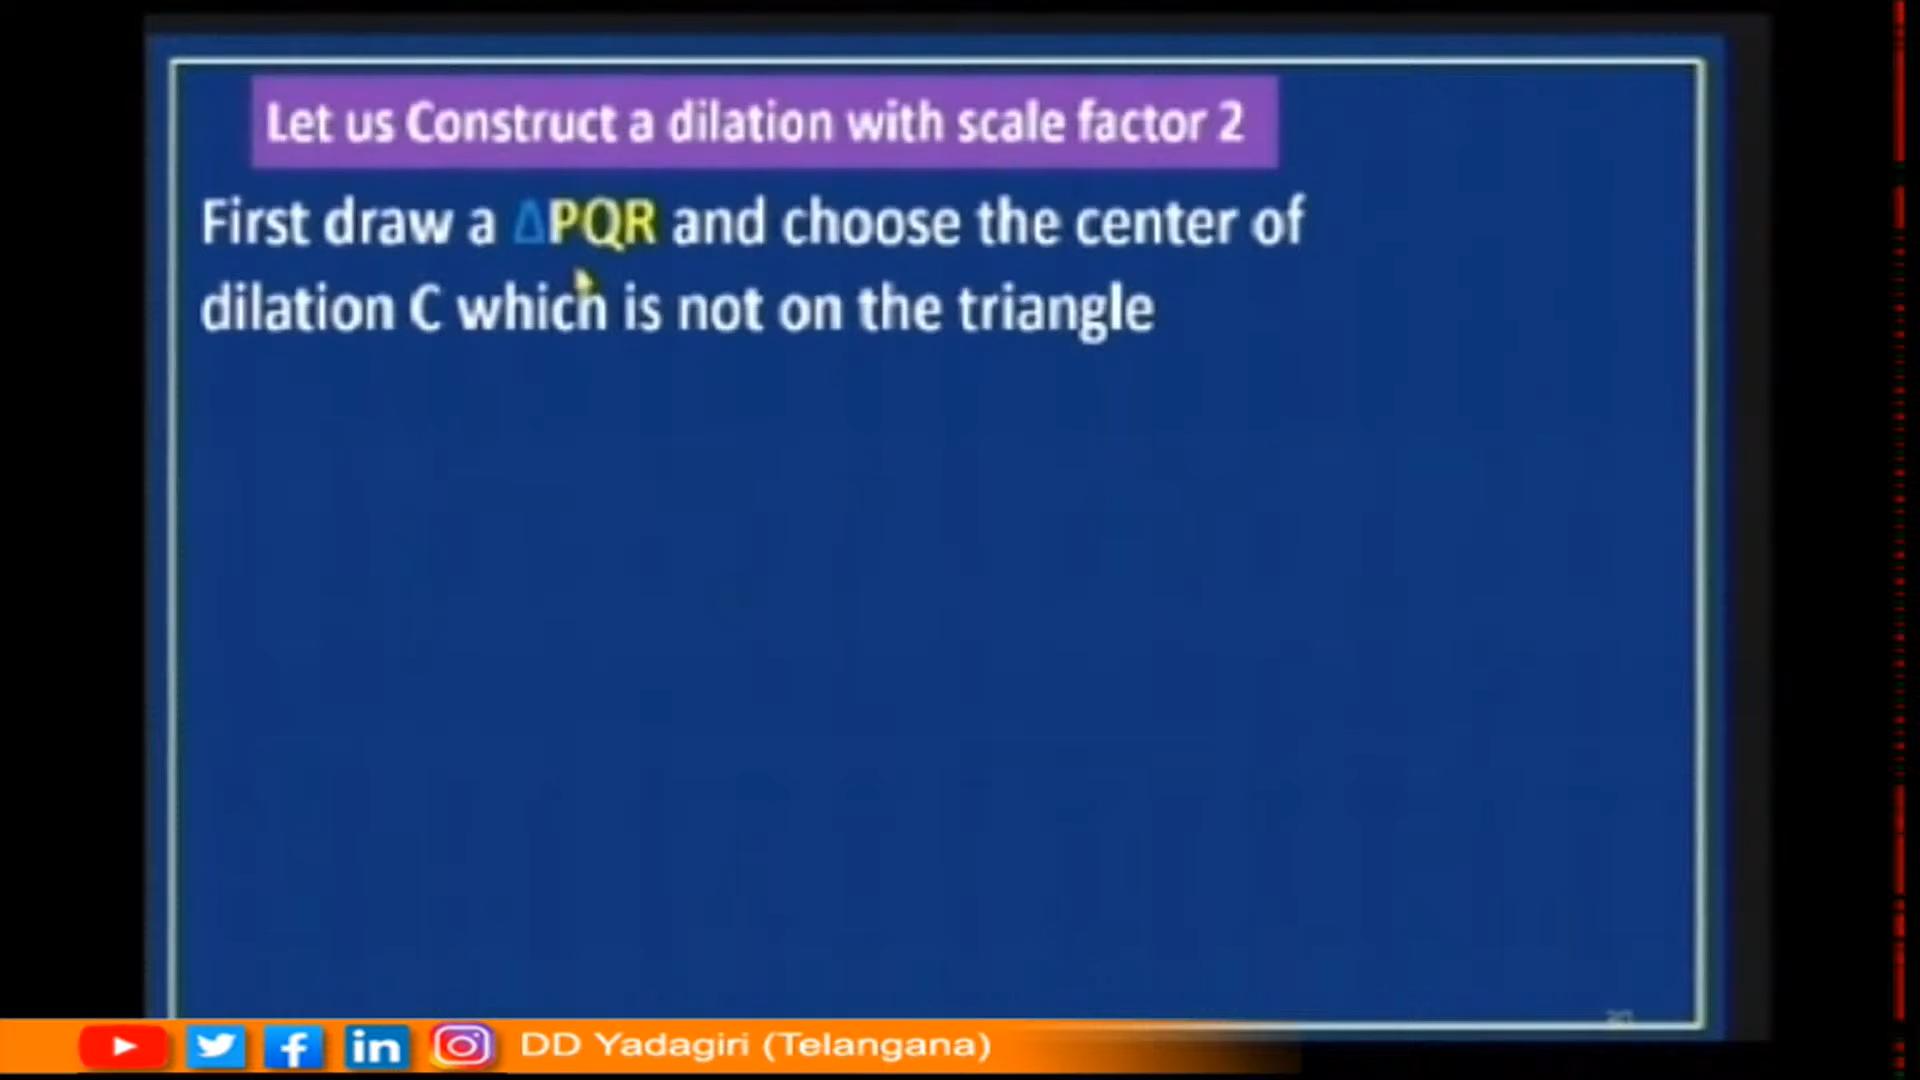 Let us Construct a dilation with scale factor 2
First draw a ΔPQR and choose the center of
dilation C which is not on the triangle
DD Yadagiri (Telangana)